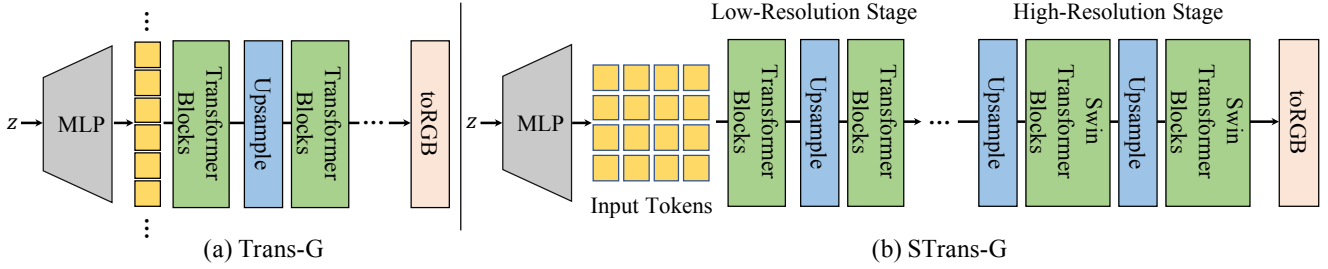 z
MLP
Transformer
Blocks
Upsample
Transformer
Blocks
toRGB
(a) Trans-G
Low-Resolution Stage
High-Resolution Stage
z
MLP
Input Tokens
Transformer
Blocks
Upsample
Transformer
Blocks
Upsample
Swin
Transformer
Blocks
Upsample
Swin
Transformer
Blocks
toRGB
(b) STrans-G